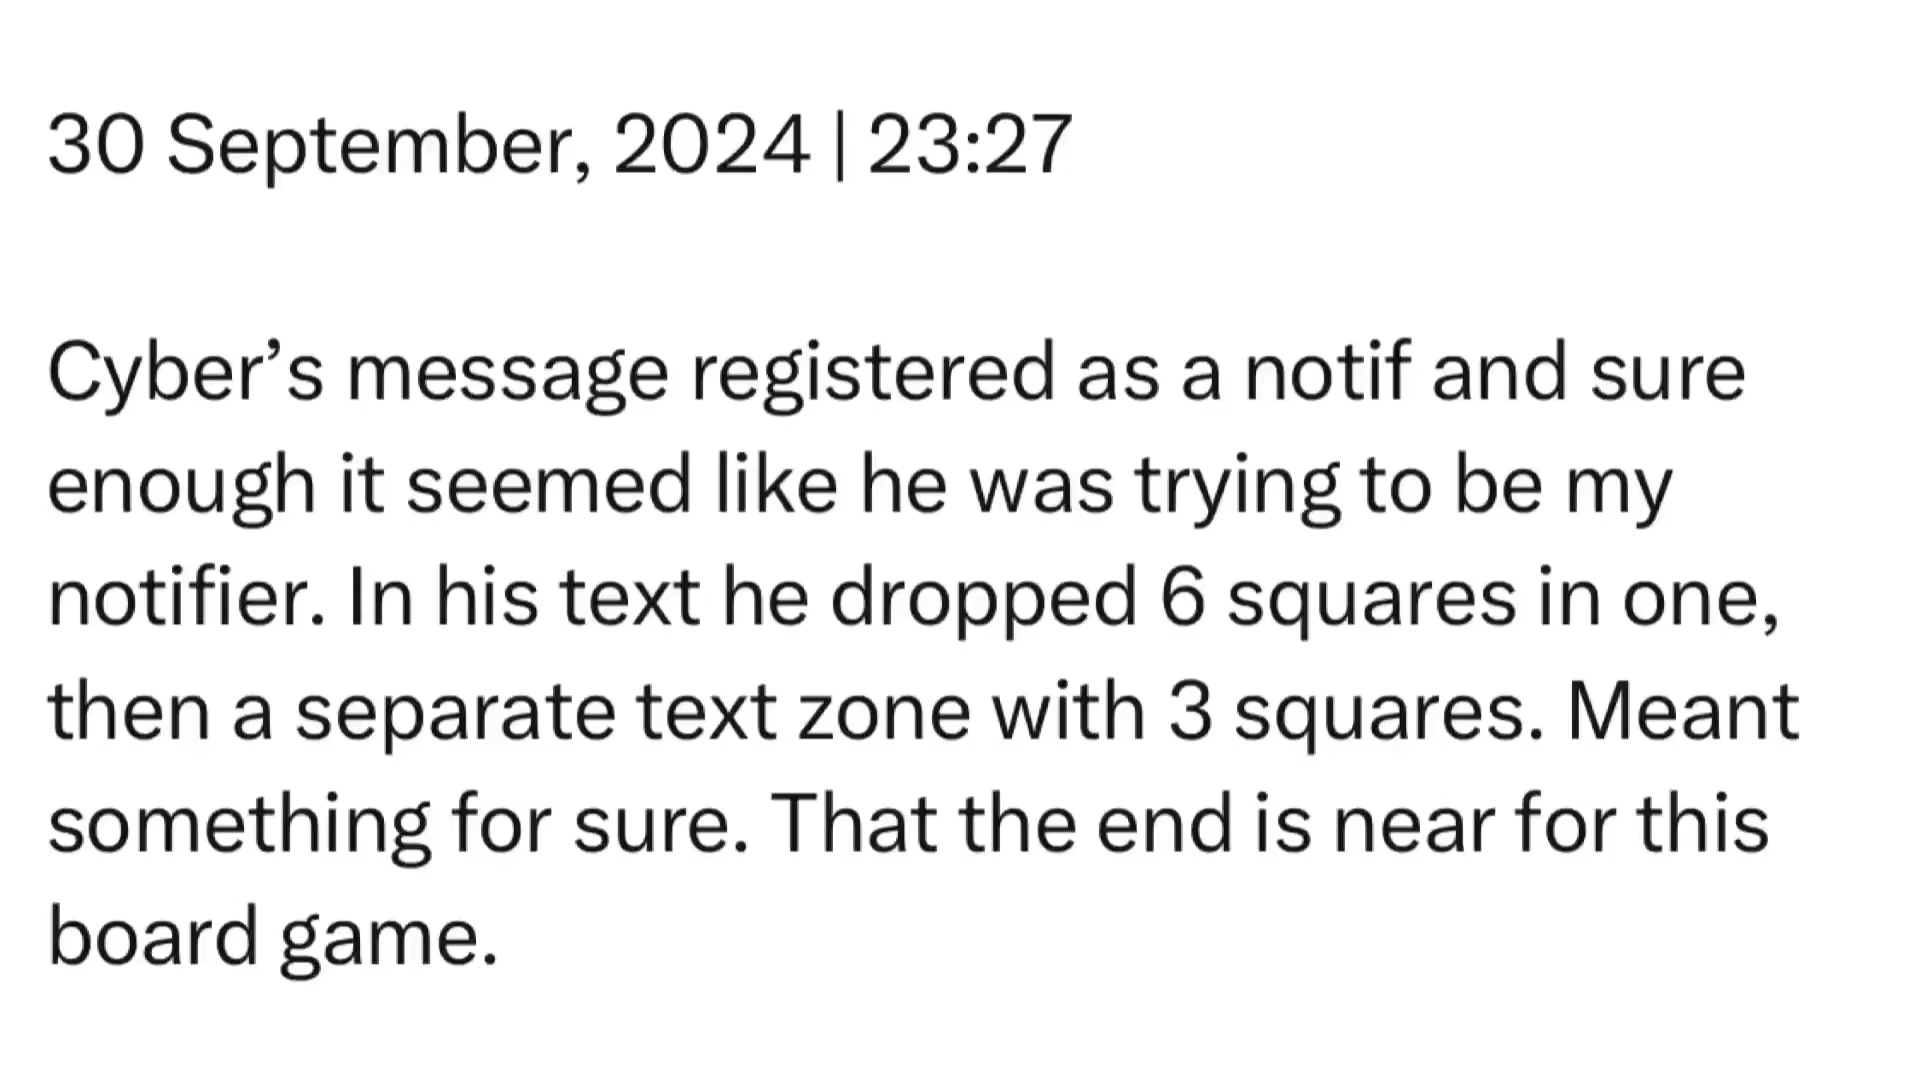 30 September, 2024 | 23:27
Cyber’s message registered as a notif and sure
enough it seemed like he was trying to be my
notifier. In his text he dropped 6 squares in one,
then a separate text zone with 3 squares. Meant
something for sure. That the end is near for this
board game.